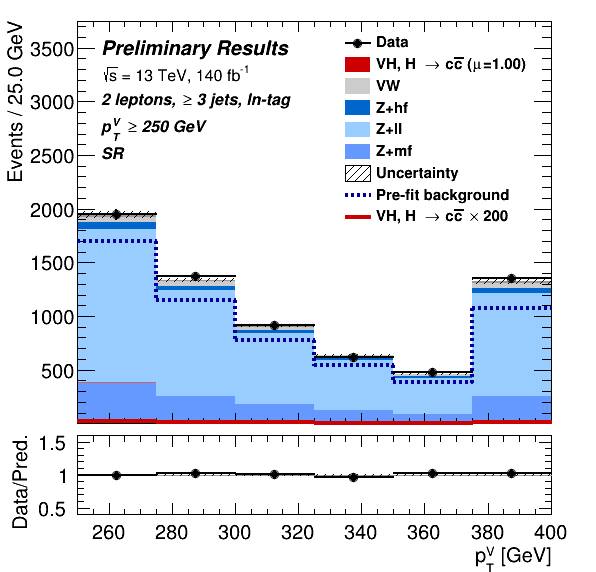 Events / 25.0 GeV
3500
3000
2500
2000
1500
1000
500
Preliminary Results
√s = 13 TeV, 140 fb⁻¹
2 leptons, ≥ 3 jets, ln-tag
p_T^V ≥ 250 GeV
SR
Data
VH, H → cc̅ (μ=1.00)
VW
Z+hf
Z+ll
Z+mf
Uncertainty
Pre-fit background
VH, H → cc̅ × 200
Data/Pred.
1.5
1
0.5
260 280 300 320 340 360 380 400
p_T^V [GeV]